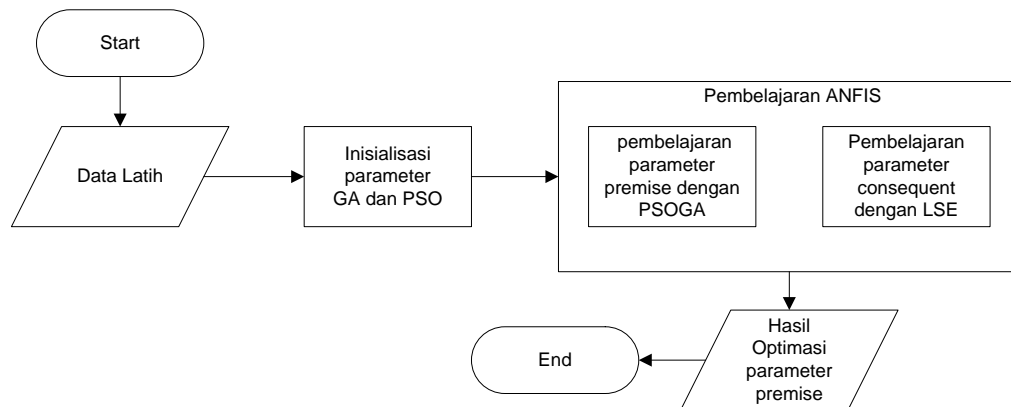 Start
Data Latih
Inisialisasi
parameter
GA dan PSO
Pembelajaran ANFIS
pembelajaran
parameter
premise dengan
PSOGA
Pembelajaran
parameter
consequent
dengan LSE
Hasil
Optimasi
parameter
premise
End